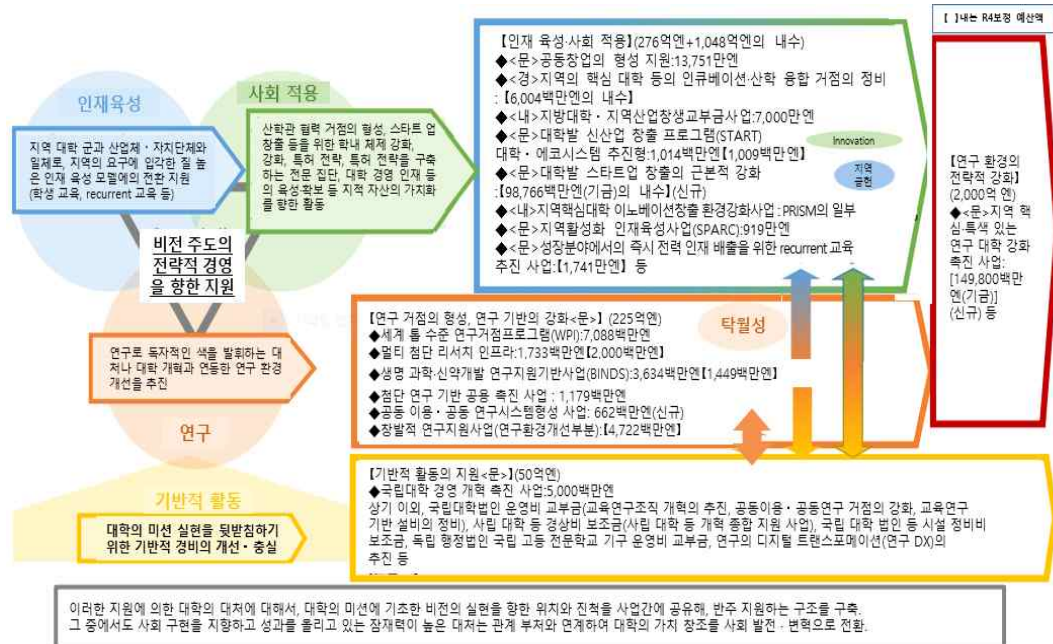 【 】내는 R4보정 예산액
인재육성
지역 대학 군과 산업체・자치단체와
일체로, 지역의 요구에 입각한 질 높
은 인재 육성 모델에의 전환 지원
(학생 교육, recurrent 교육 등)
사회 적용
산학관 협력 거점의 형성, 스타트 업
창출 등을 위한 학내 체제 강화,
강화, 특허 전략, 특허 전략을 구축
하는 전문 집단, 대학 경영 인재 등
의 육성·확보 등 지적 자산의 가치화
를 향한 활동
비전 주도의
전략적 경영
을 향한 지원
연구로 독자적인 색을 발휘하는 대
처나 대학 개혁과 연동한 연구 환경
개선을 추진
연구
기반적 활동
대학의 미션 실현을 뒷받침하기
위한 기반적 경비의 개선・충실
【인재 육성·사회 적용】(276억엔+1,048억엔의 내수)
◆<문>공동창업의 형성 지원:13,751만엔
◆<경>지역의 핵심 대학 등의 인큐베이션·산학 융합 거점의 정비
:【6,004백만엔의 내수】
◆<내>지방대학・지역산업창생교부금사업:7,000만엔
◆<문>대학발 신산업 창출 프로그램(START)
대학・에코시스템 추진형:1,014백만엔【1,009백만엔】
◆<문>대학발 스타트업 창출의 근본적 강화
:【98,766백만엔(기금)의 내수】(신규)
◆<내>지역핵심대학 이노베이션창출 환경강화사업 : PRISM의 일부
◆<문>지역활성화 인재육성사업(SPARC):919만엔
◆<문>성장분야에서의 즉시 전력 인재 배출을 위한 recurrent 교육
추진 사업:【1,741만엔】 등
Innovation
지역
공헌
【연구 거점의 형성, 연구 기반의 강화<문>】 (225억엔)
◆세계 톱 수준 연구거점프로그램(WPI):7,088백만엔
◆멀티 첨단 리서치 인프라:1,733백만엔【2,000백만엔】
◆생명 과학·신약개발 연구지원기반사업(BINDS):3,634백만엔【1,449백만엔】
◆첨단 연구 기반 공용 촉진 사업 : 1,179백만엔
◆공동 이용・공동 연구시스템형성 사업: 662백만엔(신규)
◆창발적 연구지원사업(연구환경개선부분):【4,722백만엔】
탁월성
【기반적 활동의 지원<문>】(50억엔)
◆국립대학 경영 개혁 촉진 사업:5,000백만엔
상기 이외, 국립대학법인 운영비 교부금(교육연구조직 개혁의 추진, 공동이용・공동연구 거점의 강화, 교육연구
기반 설비의 정비), 사립 대학 등 경상비 보조금(사립 대학 등 개혁 종합 지원 사업), 국립 대학 법인 등 시설 정비비
보조금, 독립 행정법인 국립 고등 전문학교 기구 운영비 교부금, 연구의 디지털 트랜스포메이션(연구 DX)의
추진 등
【연구 환경의
전략적 강화】
(2,000억 엔)
◆<문>지역 핵
심·특색 있는
연구 대학 강화
촉진 사업:
[149,800백만
엔(기금)]
(신규) 등
이러한 지원에 의한 대학의 대처에 대해서, 대학의 미션에 기초한 비전의 실현을 향한 위치와 진척을 사업간에 공유해, 반주 지원하는 구조를 구축.
그 중에서도 사회 구현을 지향하고 성과를 올리고 있는 잠재력이 높은 대처는 관계 부처와 연계하여 대학의 가치 창조를 사회 발전・변혁으로 전환.